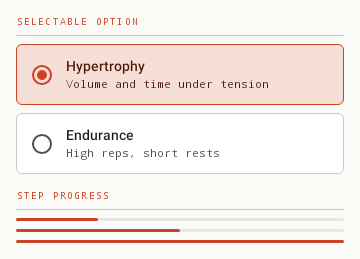 SELECTABLE OPTION
Hypertrophy
Volume and time under tension
Endurance
High reps, short rests
STEP PROGRESS